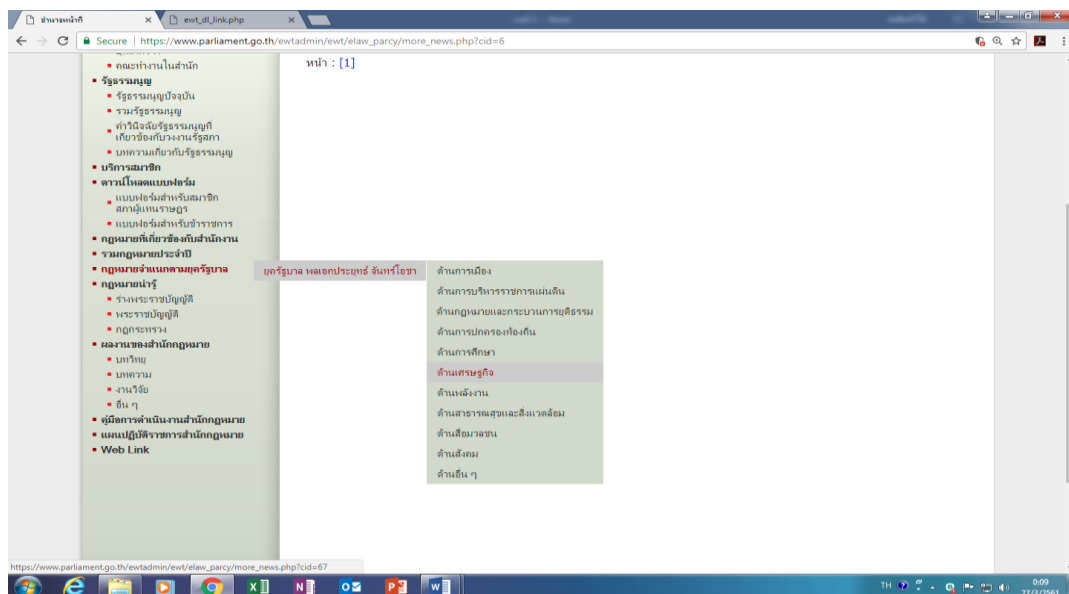 อ่านรายหน้าที่
ewt_dl_link.php
Secure | https://www.parliament.go.th/ewtadmin/ewt/elaw_parcy/more_news.php?cid=6
คณะทำงานในสำนัก
หน้า : [1]
รัฐธรรมนูญ
รัฐธรรมนูญปัจจุบัน
รวมรัฐธรรมนูญ
คำวินิจฉัยรัฐธรรมนูญที่
เกี่ยวข้องกับวงงานรัฐสภา
บทความเกี่ยวกับรัฐธรรมนูญ
บริการสมาชิก
ดาวน์โหลดแบบฟอร์ม
แบบฟอร์มสำหรับสมาชิก
สภาผู้แทนราษฎร
แบบฟอร์มสำหรับข้าราชการ
กฎหมายที่เกี่ยวข้องกับสำนักงาน
รวมกฎหมายประจำปี
กฎหมายจำแนกตามยุครัฐบาล
ยุครัฐบาล พลเอกประยุทธ์ จันทร์โอชา
ด้านการเมือง
ด้านการบริหารราชการแผ่นดิน
ด้านกฎหมายและกระบวนการยุติธรรม
ด้านการปกครองท้องถิ่น
ด้านการศึกษา
ด้านเศรษฐกิจ
ด้านพลังงาน
ด้านสาธารณสุขและสิ่งแวดล้อม
ด้านสื่อมวลชน
ด้านสังคม
ด้านอื่น ๆ
กฎหมายน่ารู้
ร่างพระราชบัญญัติ
พระราชบัญญัติ
กฎกระทรวง
ผลงานของสำนักกฎหมาย
บทวิทยุ
บทความ
งานวิจัย
อื่น ๆ
คู่มือการดำเนินงานสำนักกฎหมาย
แผนปฏิบัติราชการสำนักกฎหมาย
Web Link
https://www.parliament.go.th/ewtadmin/ewt/elaw_parcy/more_news.php?cid=67
TH
0:09
27/3/2561